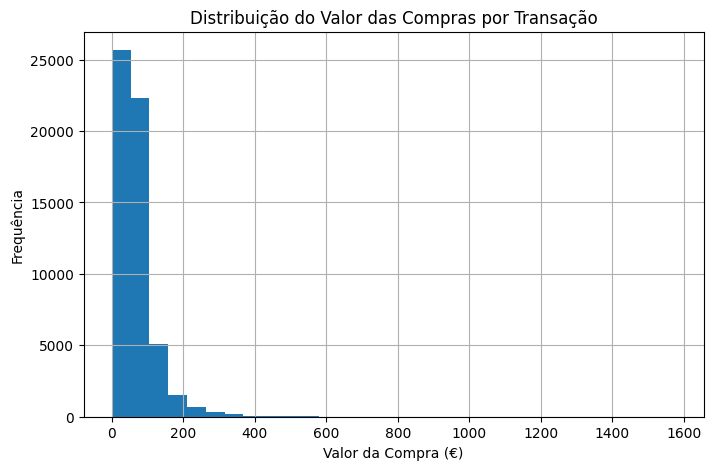 Distribuição do Valor das Compras por Transação
Frequência
25000
20000
15000
10000
5000
0
0 200 400 600 800 1000 1200 1400 1600
Valor da Compra (€)